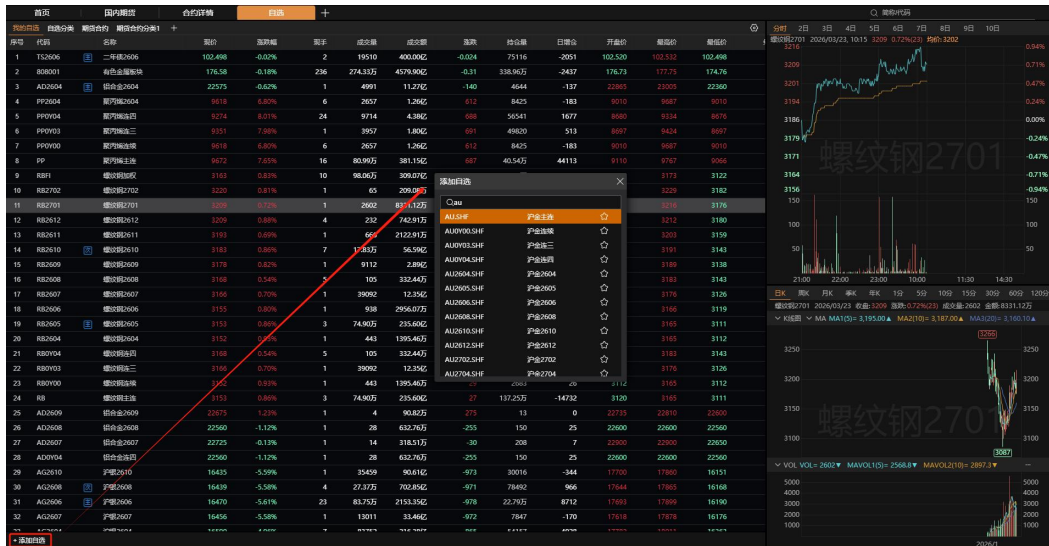 首页 国内期货 合约详情 自选 + 简称/代码
我的自选 自选分类 期货合约 期货合约分类1 +
序号 代码 名称 现价 涨跌幅 现手 成交量 成交额 涨跌 持仓量 日增仓 开盘价 最高价 最低价
1 TS2606 二年债2606 102.498 -0.02% 2 19510 400.00亿 -0.024 75116 -2051 102.520 102.532 102.498
2 808001 有色金属板块 176.58 -0.18% 236 274.33万 4579.90亿 -0.31 338.96万 -2437 176.73 177.75 174.76
3 AD2604 铝合金2604 22575 -0.62% 1 4991 11.27亿 -140 4644 -137 22865 23005 22360
4 PP2604 聚丙烯2604 9618 6.80% 6 2657 1.26亿 612 8425 -183 9010 9687 9010
5 PP0Y04 聚丙烯连四 9274 8.01% 24 9714 4.38亿 688 56541 1677 8680 9334 8676
6 PP0Y03 聚丙烯连三 9351 7.98% 1 3957 1.80亿 691 49820 513 8697 9424 8697
7 PP0Y00 聚丙烯连续 9618 6.80% 6 2657 1.26亿 612 8425 -183 9010 9687 9010
8 PP 聚丙烯主连 9672 7.65% 16 80.99万 381.15亿 687 40.54万 44113 9110 9767 9066
9 RBFI 螺纹钢加权 3163 0.83% 10 98.06万 309.07亿 3173 3122
10 RB2702 螺纹钢2702 3220 0.81% 1 65 3229 3182
11 RB2701 螺纹钢2701 3209 0.72% 1 2602 8331.12万 3216 3176
12 RB2612 螺纹钢2612 3209 0.88% 4 232 742.91万 3212 3180
13 RB2611 螺纹钢2611 3193 0.69% 1 2122.91万 3203 3159
14 RB2610 螺纹钢2610 3183 0.86% 7 56.59亿 3191 3143
15 RB2609 螺纹钢2609 3178 0.82% 1 9112 2.89亿 3189 3138
16 RB2608 螺纹钢2608 3168 0.54% 5 105 332.44万 3183 3143
17 RB2607 螺纹钢2607 3166 0.70% 1 39092 12.35亿 3176 3126
18 RB2606 螺纹钢2606 3155 0.80% 1 938 2956.07万 3166 3119
19 RB2605 螺纹钢2605 3153 0.86% 3 74.90万 235.60亿 3165 3111
20 RB2604 螺纹钢2604 3152 1 443 1395.46万 3165 3112
21 RB0Y04 螺纹钢连四 3168 0.54% 5 105 332.44万 3183 3143
22 RB0Y03 螺纹钢连三 3166 0.70% 1 39092 12.35亿 3176 3126
23 RB0Y00 螺纹钢连续 3152 0.93% 1 443 1395.46万 29 2683 26 3112 3165 3112
24 RB 螺纹钢主连 3153 0.86% 3 74.90万 235.60亿 27 137.25万 -14732 3120 3165 3111
25 AD2609 铝合金2609 22675 1.23% 1 4 90.82万 275 13 0 22735 22810 22600
26 AD2608 铝合金2608 22560 -1.12% 1 28 632.76万 -255 150 25 22600 22600 22560
27 AD2607 铝合金2607 22725 -0.13% 1 14 318.51万 -30 208 7 22900 22900 22650
28 AD0Y04 铝合金连四 22560 -1.12% 1 28 632.76万 -255 150 25 22600 22600 22560
29 AG2610 沪银2610 16435 -5.59% 1 35459 90.61亿 -973 30016 -344 17700 17860 16151
30 AG2608 沪银2608 16439 -5.58% 4 27.37万 702.85亿 -971 78492 966 17644 17865 16168
31 AG2606 沪银2606 16470 -5.61% 23 83.75万 2153.35亿 -978 22.79万 8712 17693 17899 16190
32 AG2607 沪银2607 16456 -5.58% 1 13011 33.46亿 -972 7847 -170 17618 17878 16176
+ 添加自选
添加自选
au
AU.SHF 沪金主连
AU0Y00.SHF 沪金连续
AU0Y03.SHF 沪金连三
AU0Y04.SHF 沪金连四
AU2604.SHF 沪金2604
AU2605.SHF 沪金2605
AU2606.SHF 沪金2606
AU2608.SHF 沪金2608
AU2610.SHF 沪金2610
AU2612.SHF 沪金2612
AU2702.SHF 沪金2702
AU2704.SHF 沪金2704
分时 2日 3日 4日 5日 6日 7日 8日 9日 10日
螺纹钢2701 2026/03/23, 10:15 3209 0.72%(23) 均价: 3202
3216 0.94%
3209 0.71%
3201 0.47%
3194 0.24%
3186 0.00%
3179 -0.24%
3171 -0.47%
3164 -0.71%
3156 -0.94%
螺纹钢2701
150 150
100 100
50 50
21:00 22:00 23:00 10:00 11:30 14:30
日K 周K 月K 季K 年K 1分 5分 10分 15分 30分 60分 120分
螺纹钢2701 2026/03/23 收盘:3209 涨跌:0.72%(23) 成交量:2602 金额:8331.12万
K线图 MA MA1(5)= 3,195.00▲ MA2(10)= 3,187.00▲ MA3(20)= 3,160.10▲
3266
3250 3250
3200 3200
3150 3150
3100 3100
3087
螺纹钢2701
VOL VOL= 2602▼ MAVOL1(5)= 2568.8▼ MAVOL2(10)= 2897.3▼
5000 5000
4000 4000
3000 3000
2000 2000
1000 1000
2026/1